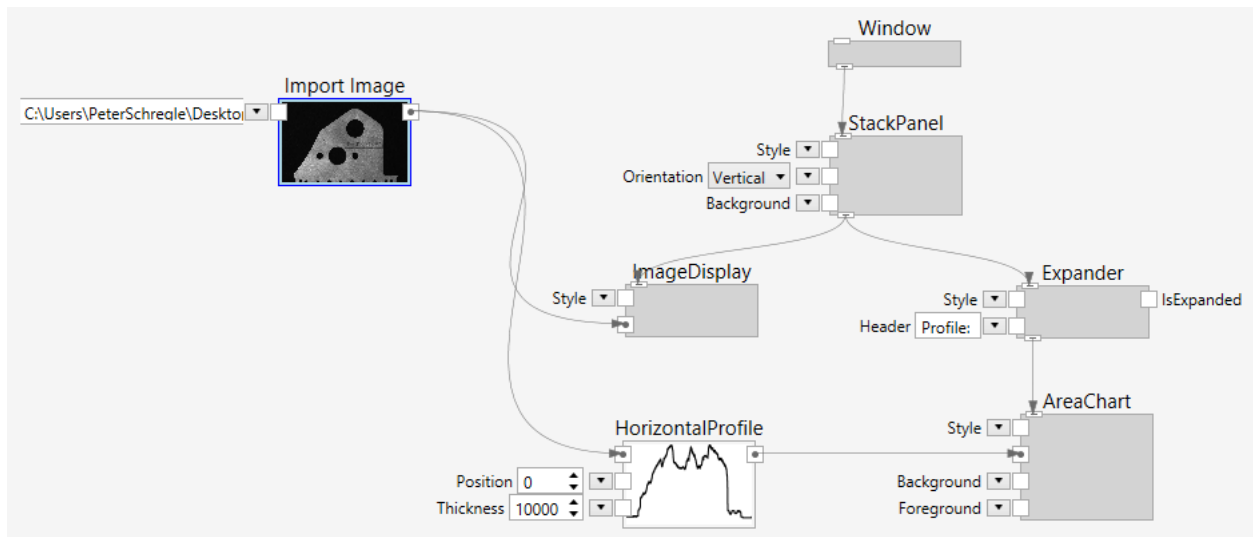 Window
Import Image
C:\Users\PeterSchregle\Deskto
StackPanel
Style
Orientation Vertical
Background
ImageDisplay
Style
Expander
Style
IsExpanded
Header Profile:
HorizontalProfile
Position 0
Thickness 10000
AreaChart
Style
Background
Foreground